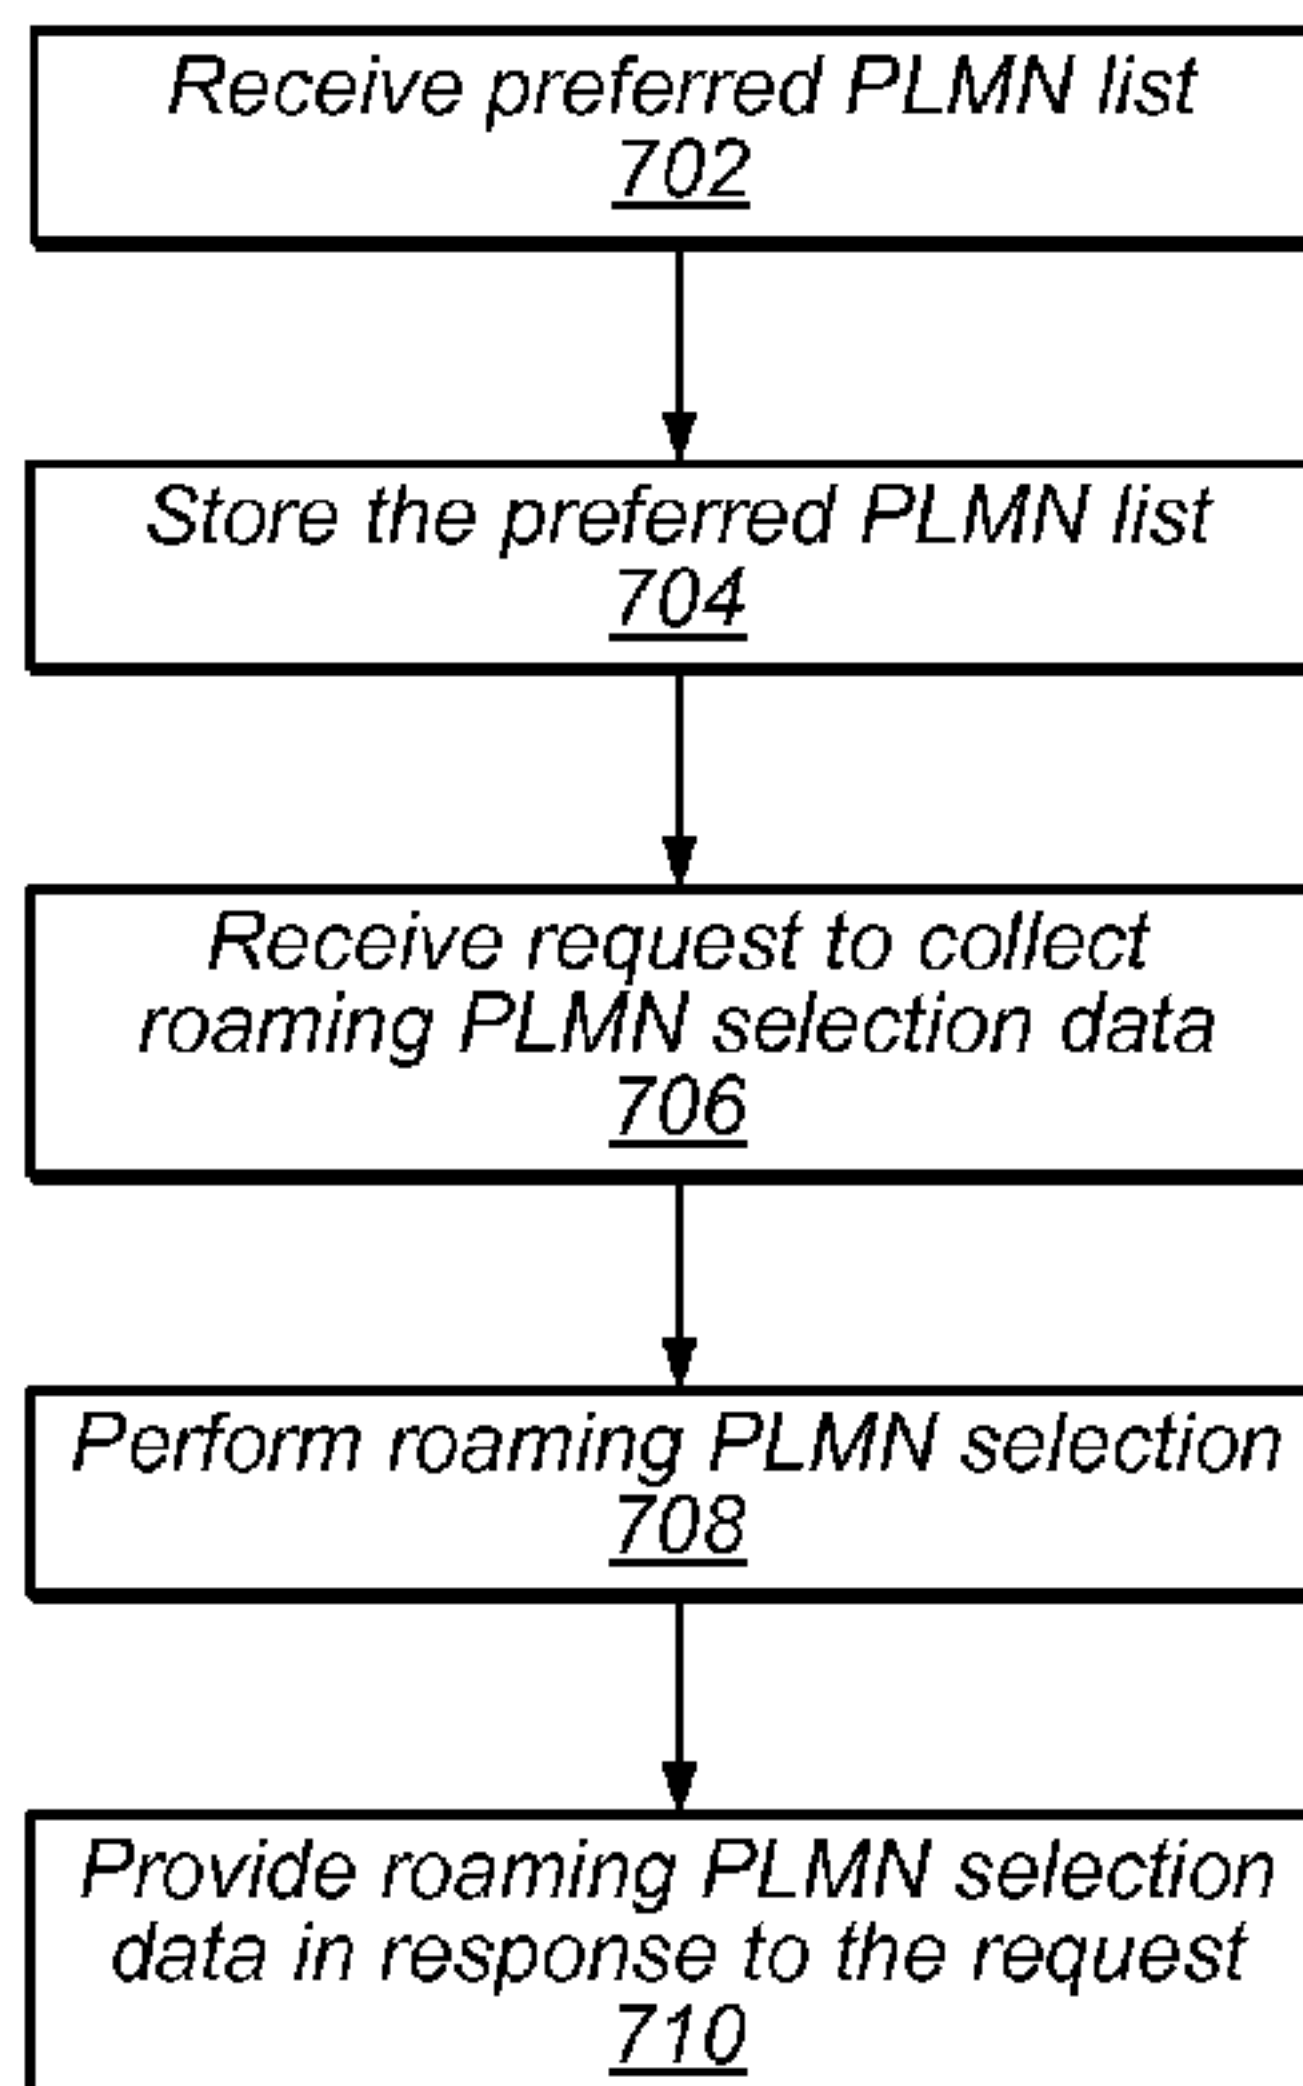 Receive preferred PLMN list
702
Store the preferred PLMN list
704
Receive request to collect
roaming PLMN selection data
706
Perform roaming PLMN selection
708
Provide roaming PLMN selection
data in response to the request
710